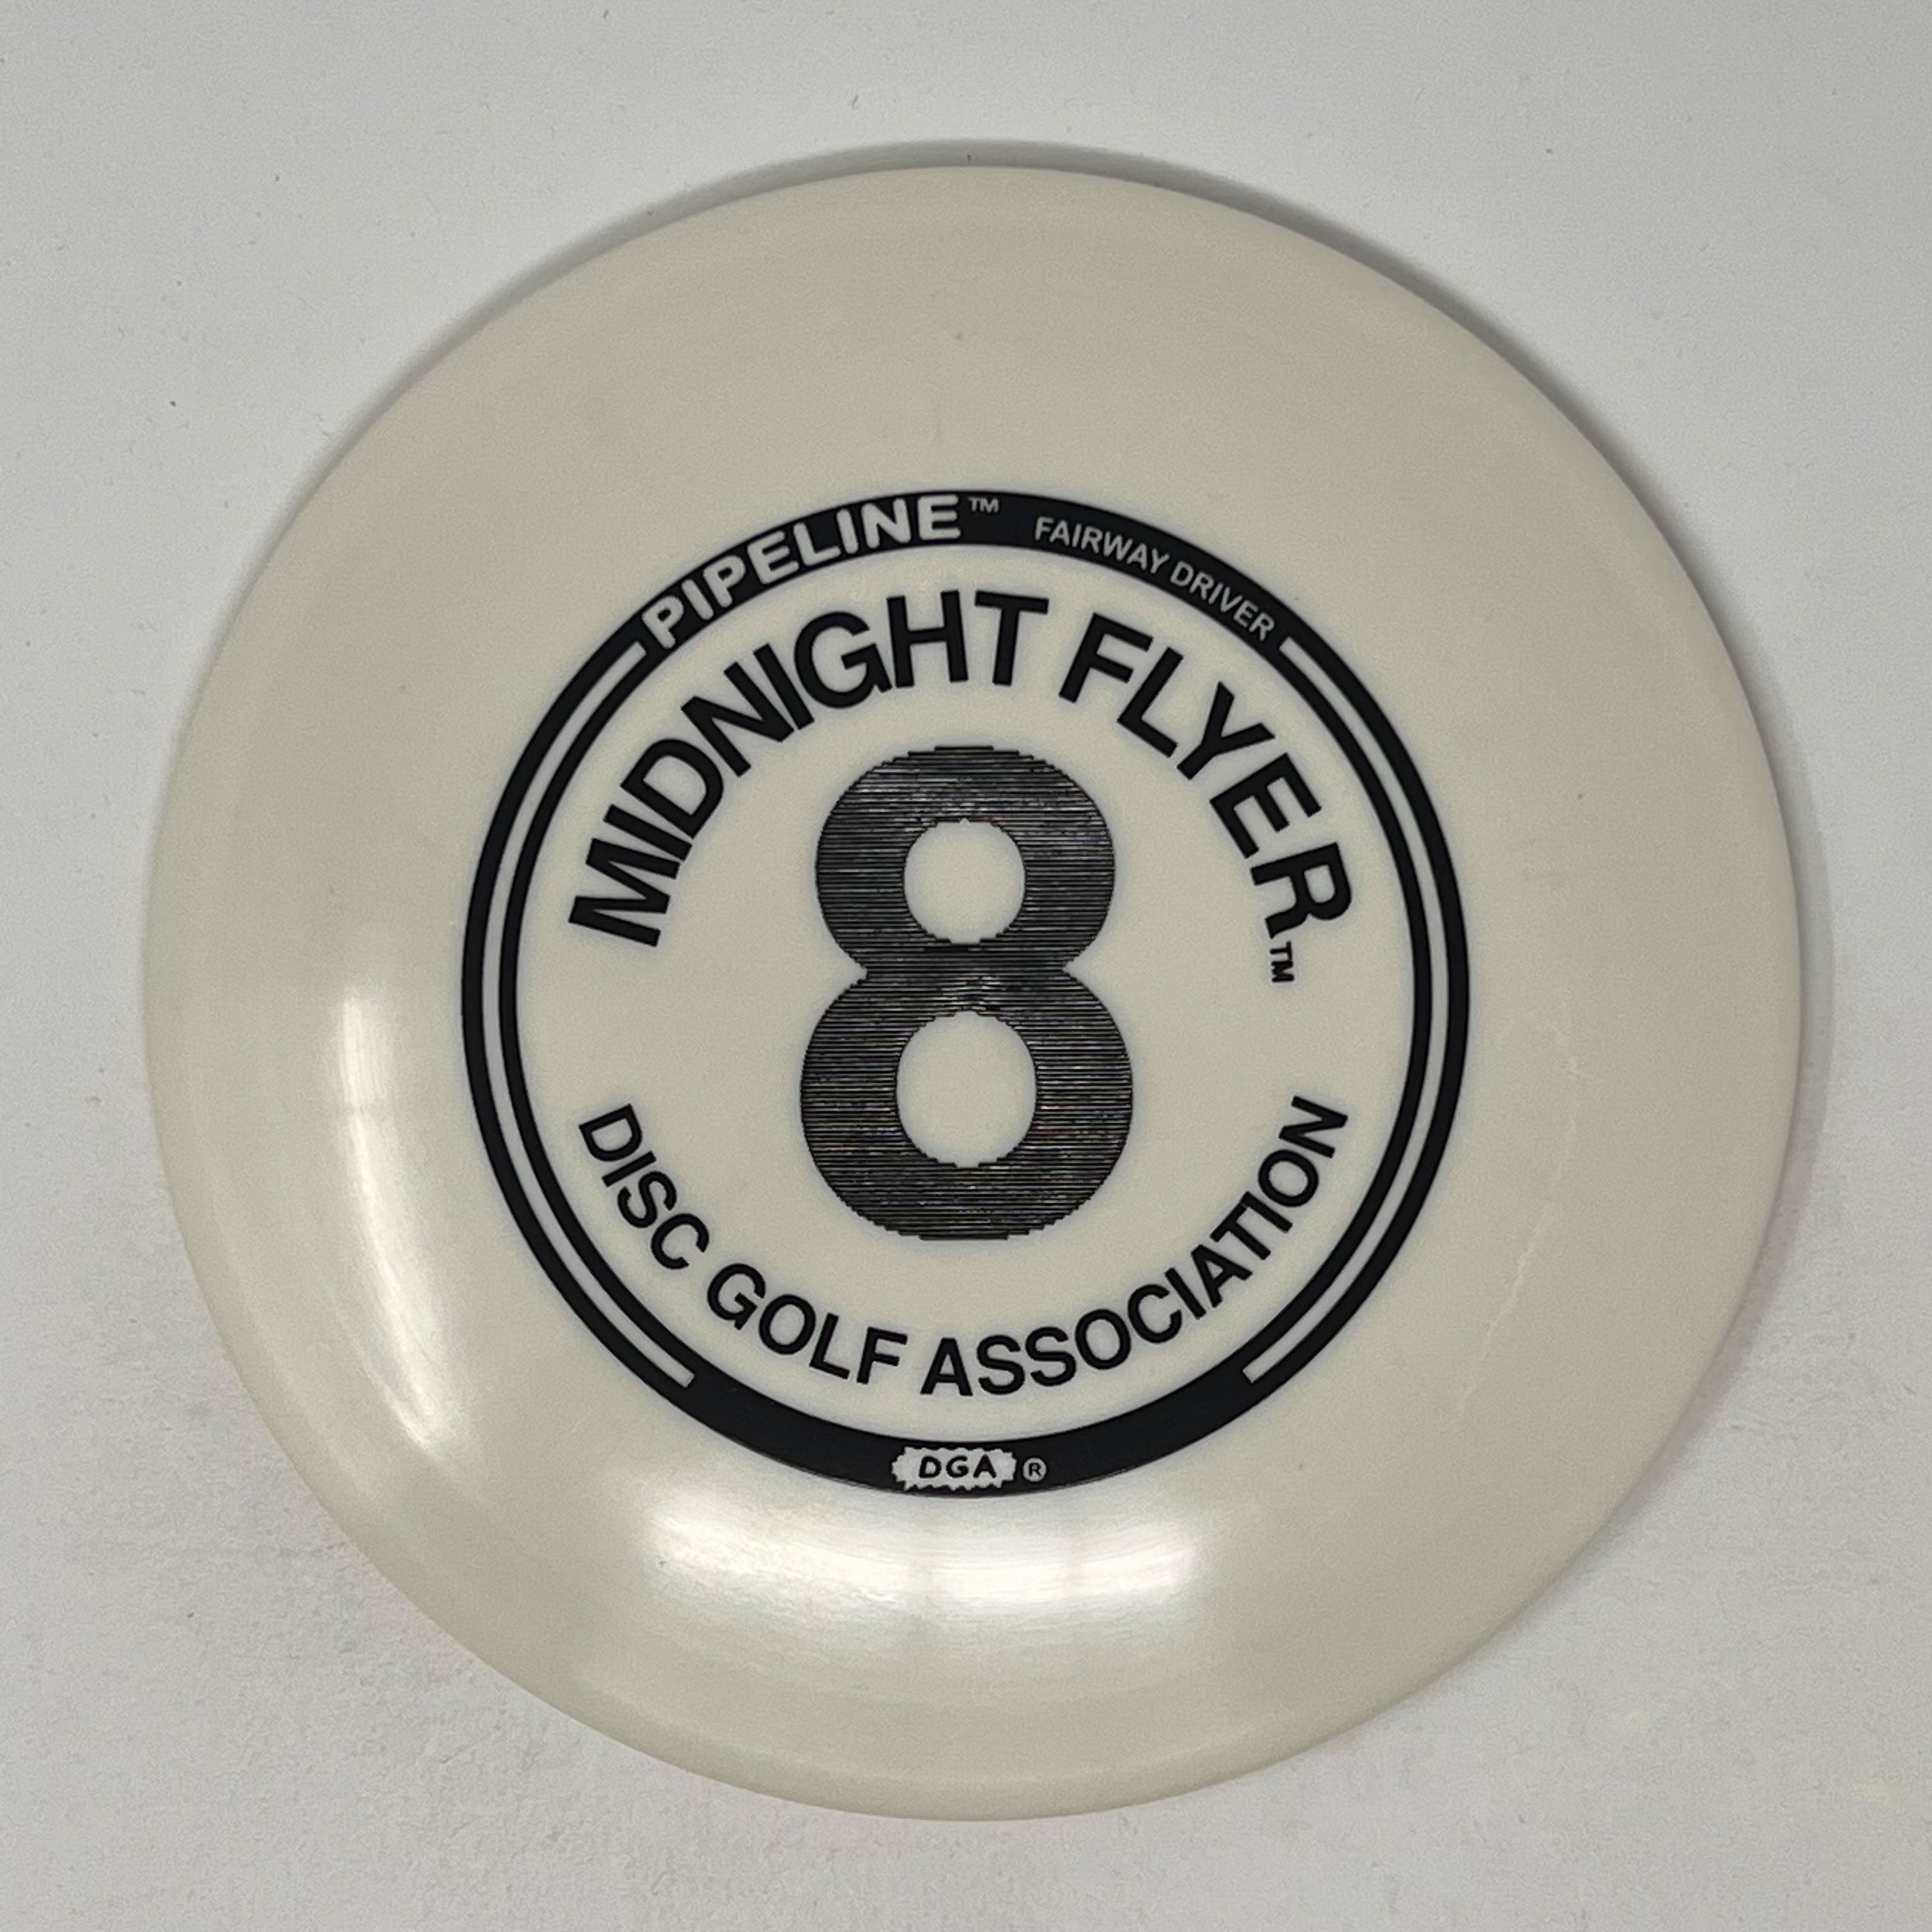 PIPELINE™ FAIRWAY DRIVER
MIDNIGHT FLYER™
8
DISC GOLF ASSOCIATION
DGA ®